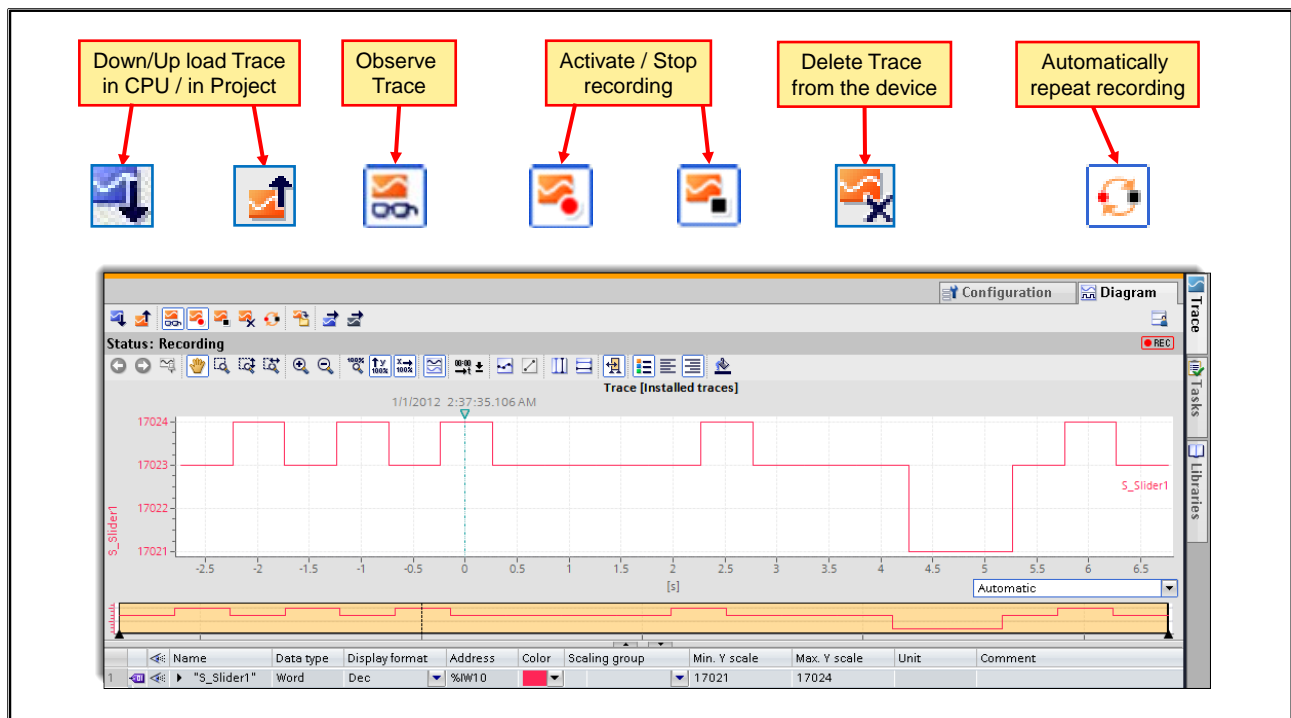 Down/Up load Trace
in CPU / in Project
Observe
Trace
Activate / Stop
recording
Delete Trace
from the device
Automatically
repeat recording
Configuration
Diagram
Trace
Tasks
Libraries
Status: Recording
REC
Trace [Installed traces]
1/1/2012 2:37:35.106 AM
17024
17023
17022
17021
S_Slider1
S_Slider1
-2.5 -2 -1.5 -1 -0.5 0 0.5 1 1.5 2 2.5 3 3.5 4 4.5 5 5.5 6 6.5
[s]
Automatic
Name Data type Display format Address Color Scaling group Min. Y scale Max. Y scale Unit Comment
1 "S_Slider1" Word Dec %IW10 17021 17024